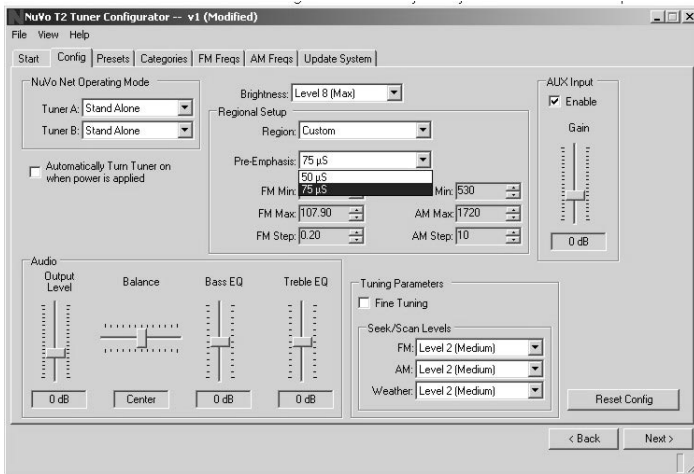 NuVo T2 Tuner Configurator -- v1 (Modified)
File View Help
Start Config Presets Categories FM Freqs AM Freqs Update System
NuVo Net Operating Mode
Tuner A: Stand Alone
Tuner B: Stand Alone
Automatically Turn Tuner on
when power is applied
Brightness: Level 8 (Max)
Regional Setup
Region: Custom
Pre-Emphasis: 75 µS
50 µS
75 µS
FM Min:
Min: 530
FM Max: 107.90
AM Max: 1720
FM Step: 0.20
AM Step: 10
AUX Input
Enable
Gain
0 dB
Audio
Output
Level
Balance
Bass EQ
Treble EQ
0 dB
Center
0 dB
0 dB
Tuning Parameters
Fine Tuning
Seek/Scan Levels
FM: Level 2 (Medium)
AM: Level 2 (Medium)
Weather: Level 2 (Medium)
Reset Config
< Back
Next >